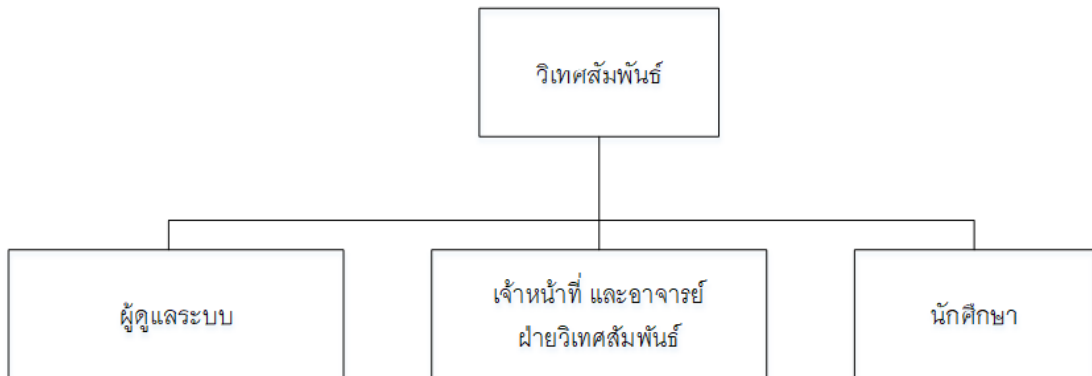 วิเทศสัมพันธ์
ผู้ดูแลระบบ
เจ้าหน้าที่ และอาจารย์
ฝ่ายวิเทศสัมพันธ์
นักศึกษา